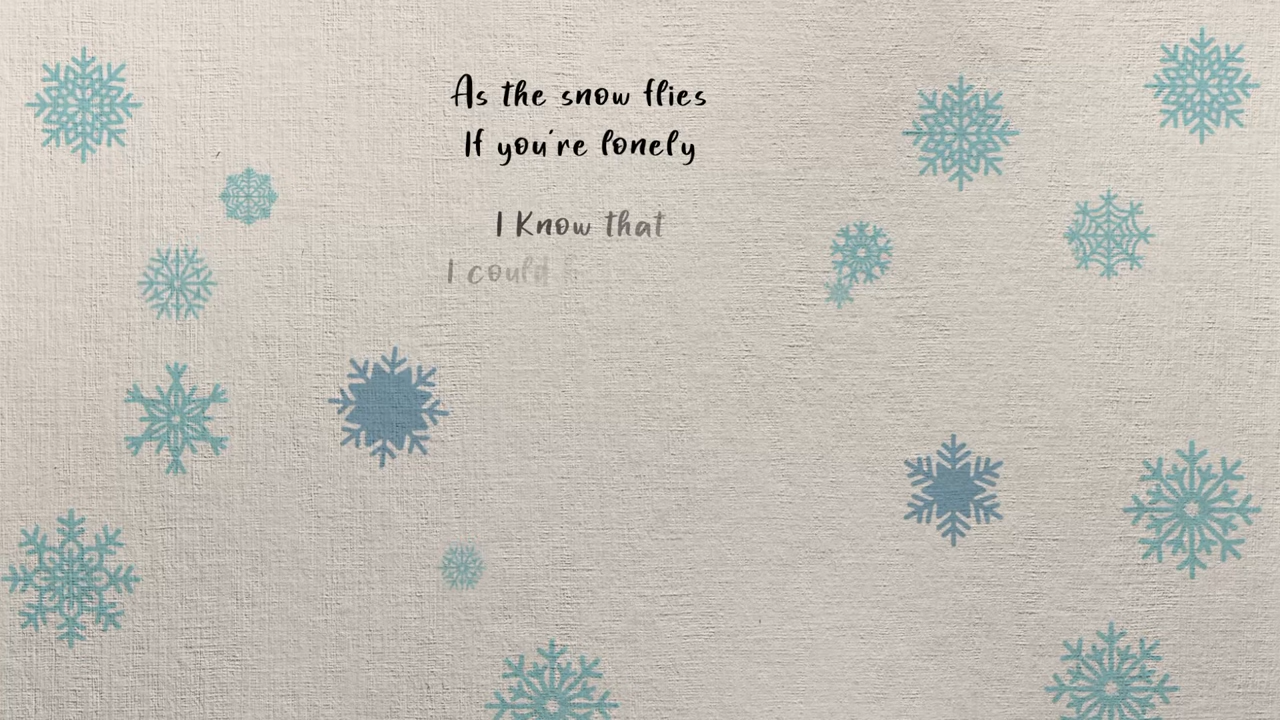 As the snow flies
If you're lonely
I Know that
I could